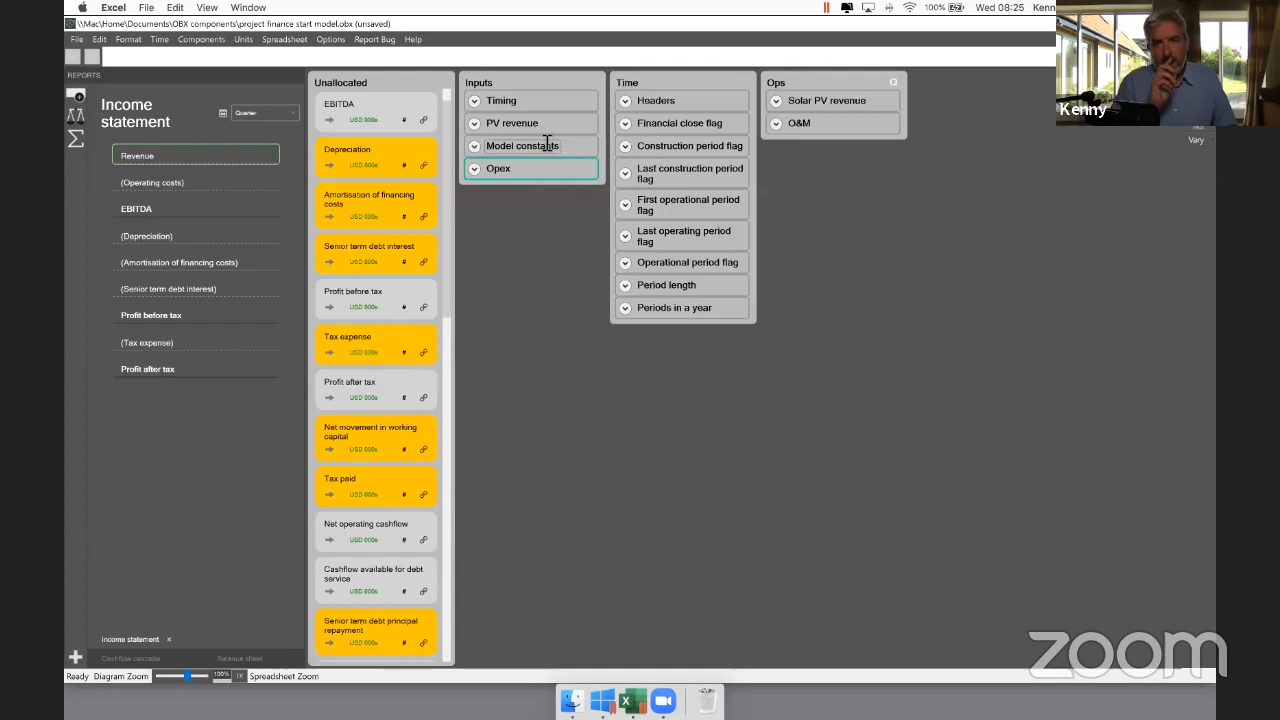 Excel File Edit View Window
100% Wed 08:25 Kenn
\\Mac\Home\Documents\OBX components\project finance start model.obx (unsaved)
File Edit Format Time Components Units Spreadsheet Options Report Bug Help
REPORTS
Income statement
Quarter
Revenue
(Operating costs)
EBITDA
(Depreciation)
(Amortisation of financing costs)
(Senior term debt interest)
Profit before tax
(Tax expense)
Profit after tax
Unallocated
EBITDA
USD 000s #
Depreciation
USD 000s #
Amortisation of financing
costs
USD 000s #
Senior term debt interest
USD 000s #
Profit before tax
USD 000s #
Tax expense
USD 000s #
Profit after tax
USD 000s #
Net movement in working
capital
USD 000s #
Tax paid
USD 000s #
Net operating cashflow
USD 000s #
Cashflow available for debt
service
USD 000s #
Senior term debt principal
repayment
USD 000s #
Inputs
Timing
PV revenue
Model constants
Opex
Time
Headers
Financial close flag
Construction period flag
Last construction period
flag
First operational period
flag
Last operating period
flag
Operational period flag
Period length
Periods in a year
Ops
Solar PV revenue
O&M
Kenny
Vary
Income statement ×
Cashflow cascade Balance sheet
Ready Diagram Zoom 100% 1X Spreadsheet Zoom
zoom